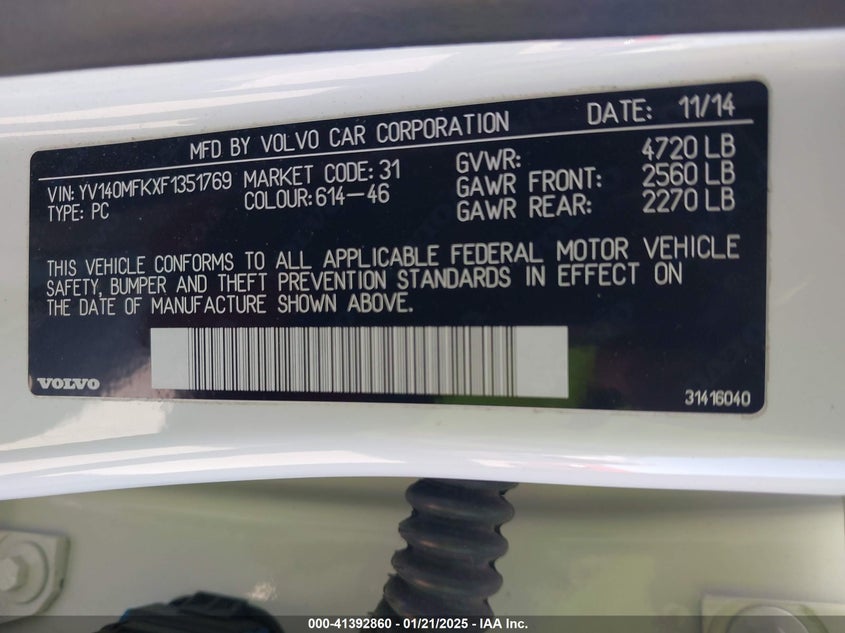 MFD BY VOLVO CAR CORPORATION DATE: 11/14
VIN: YV140MFKXF1351769 MARKET CODE: 31 GVWR: 4720 LB
TYPE: PC COLOUR: 614-46 GAWR FRONT: 2560 LB
GAWR REAR: 2270 LB
THIS VEHICLE CONFORMS TO ALL APPLICABLE FEDERAL MOTOR VEHICLE
SAFETY, BUMPER AND THEFT PREVENTION STANDARDS IN EFFECT ON
THE DATE OF MANUFACTURE SHOWN ABOVE.
VOLVO
31416040
000-41392860 - 01/21/2025 - IAA Inc.